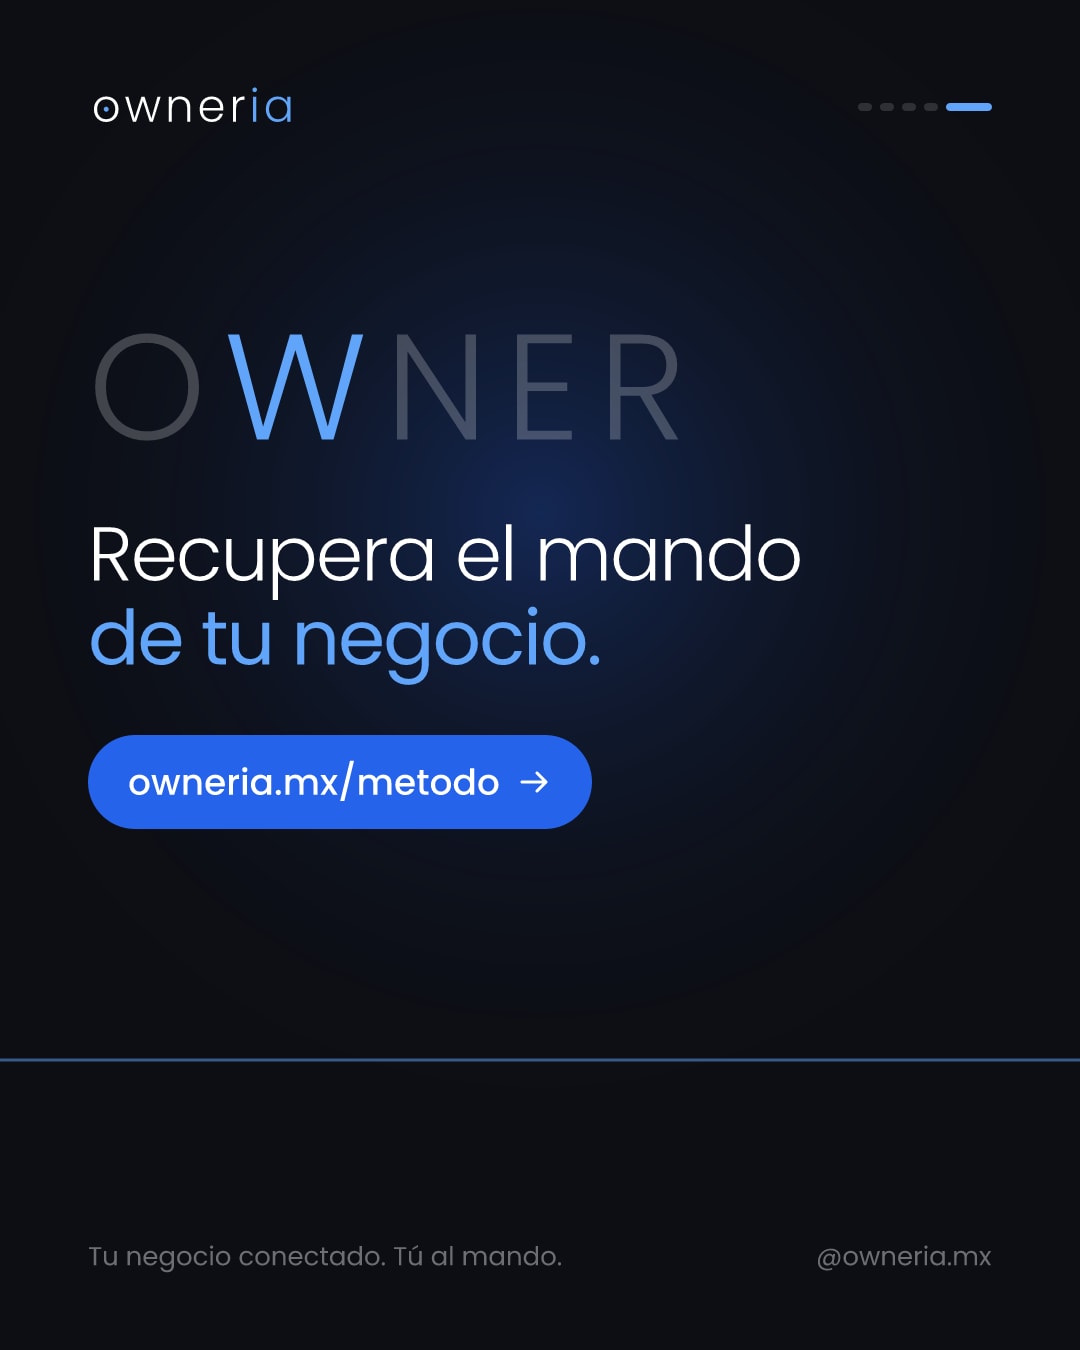 owneria
OWNER
Recupera el mando
de tu negocio.
owneria.mx/metodo →
Tu negocio conectado. Tú al mando.
@owneria.mx